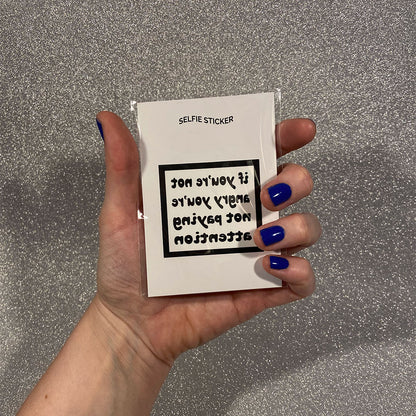 SELFIE STICKER
if you're not
angry you're
not paying
attention